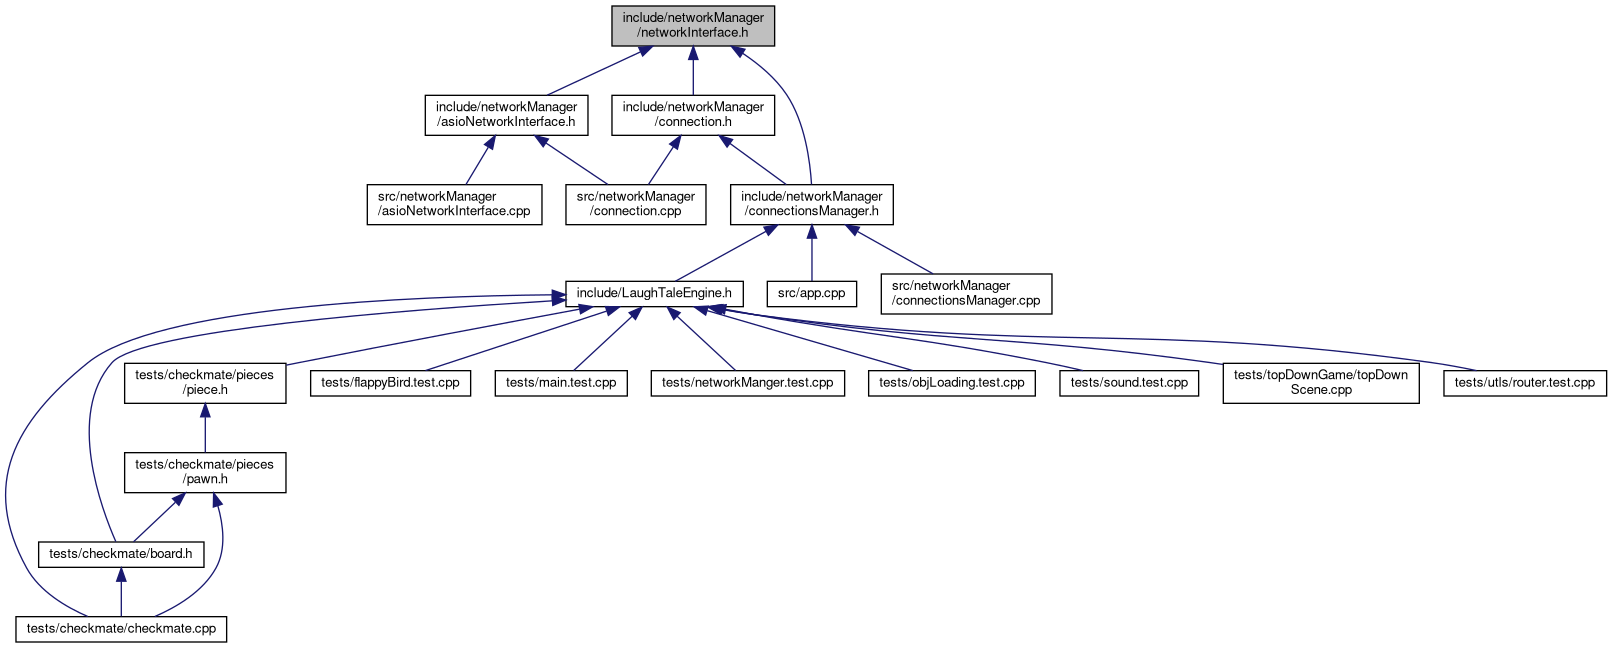 include/networkManager
/networkInterface.h
include/networkManager
/asioNetworkInterface.h
include/networkManager
/connection.h
src/networkManager
/asioNetworkInterface.cpp
src/networkManager
/connection.cpp
include/networkManager
/connectionsManager.h
include/LaughTaleEngine.h
src/app.cpp
src/networkManager
/connectionsManager.cpp
tests/checkmate/pieces
/piece.h
tests/flappyBird.test.cpp
tests/main.test.cpp
tests/networkManger.test.cpp
tests/objLoading.test.cpp
tests/sound.test.cpp
tests/topDownGame/topDown
Scene.cpp
tests/utls/router.test.cpp
tests/checkmate/pieces
/pawn.h
tests/checkmate/board.h
tests/checkmate/checkmate.cpp